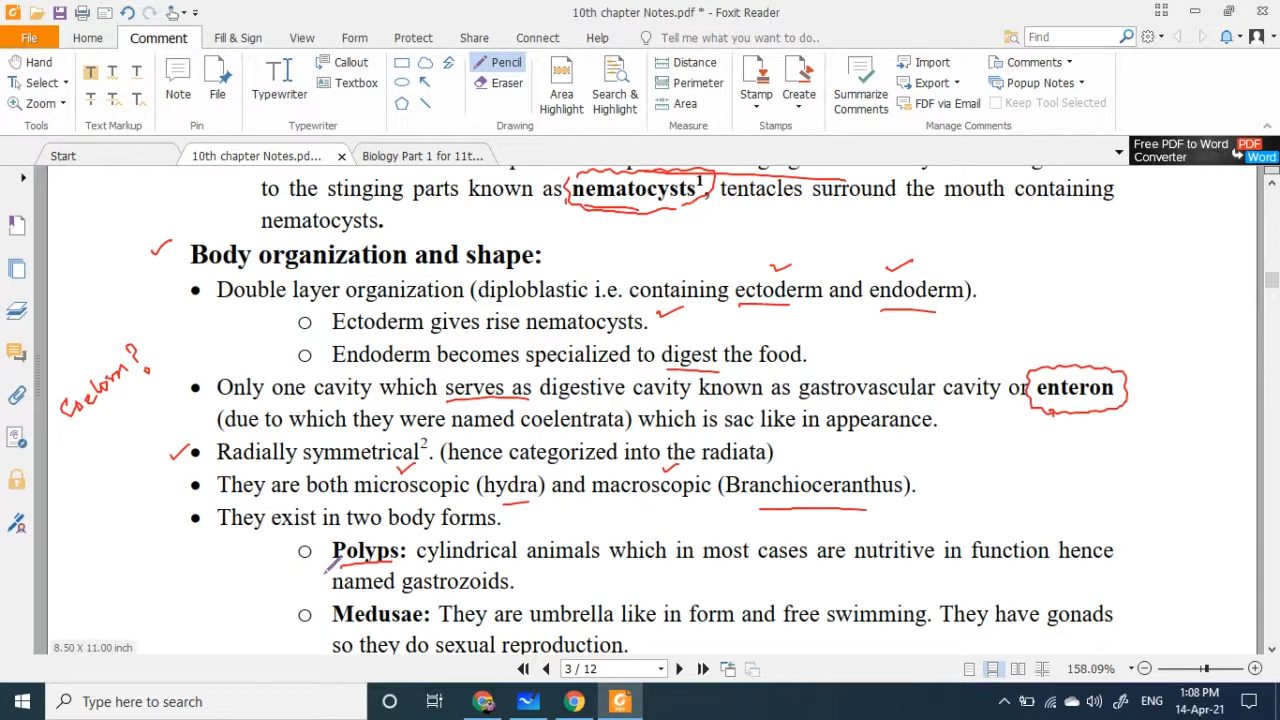 10th chapter Notes.pdf * - Foxit Reader
File Home Comment Fill & Sign View Form Protect Share Connect Help Tell me what you want to do.. Find
Hand Select Zoom Tools
Text Markup
Note File Pin
Typewriter Callout Textbox Typewriter
Pencil Eraser Area Highlight Search & Highlight Drawing
Distance Perimeter Area Measure
Stamp Create Stamps
Summarize Comments Import Export FDF via Email Comments Popup Notes Keep Tool Selected Manage Comments
Start 10th chapter Notes.pd... Biology Part 1 for 11t...
Free PDF to Word Converter PDF Word
to the stinging parts known as nematocysts1, tentacles surround the mouth containing
nematocysts.
Body organization and shape:
• Double layer organization (diploblastic i.e. containing ectoderm and endoderm).
o Ectoderm gives rise nematocysts.
o Endoderm becomes specialized to digest the food.
Coelom?
• Only one cavity which serves as digestive cavity known as gastrovascular cavity or enteron
(due to which they were named coelentrata) which is sac like in appearance.
• Radially symmetrical2. (hence categorized into the radiata)
• They are both microscopic (hydra) and macroscopic (Branchioceranthus).
• They exist in two body forms.
o Polyps: cylindrical animals which in most cases are nutritive in function hence
named gastrozoids.
o Medusae: They are umbrella like in form and free swimming. They have gonads
so they do sexual reproduction.
8.50 X 11.00 inch
3 / 12 158.09%
Type here to search ENG 1:08 PM
14-Apr-21